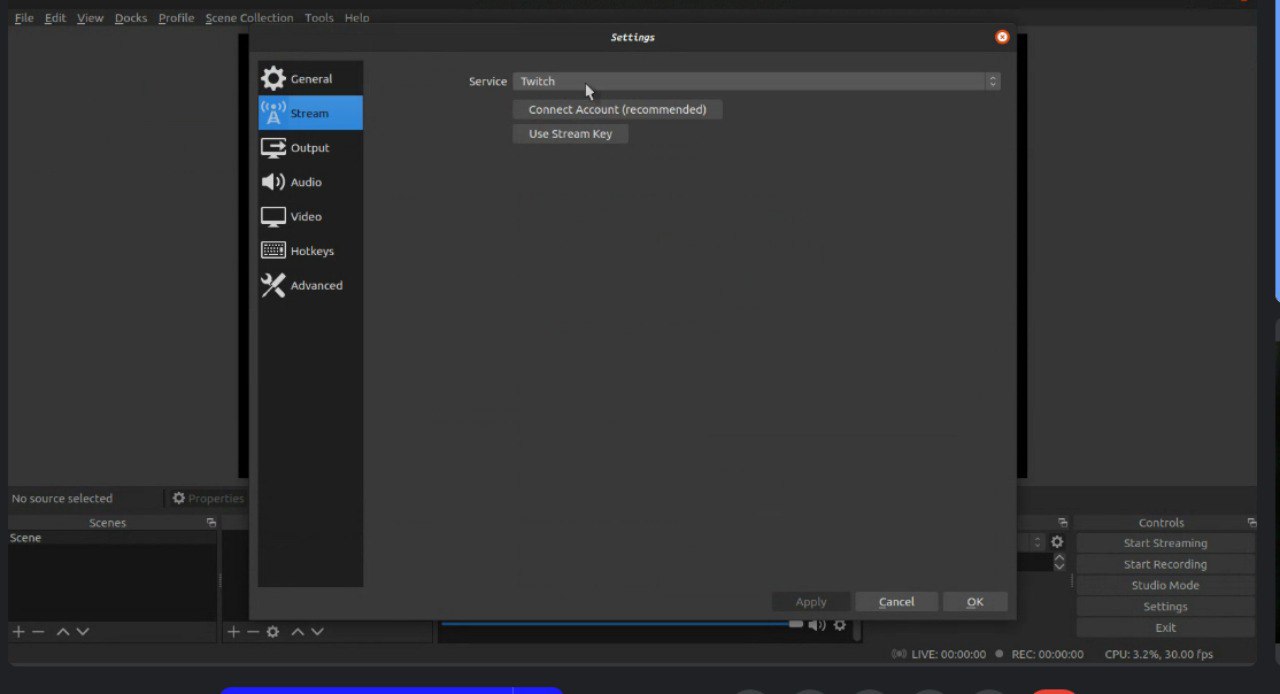 File Edit View Docks Profile Scene Collection Tools Help
Settings
General
Stream
Output
Audio
Video
Hotkeys
Advanced
Service Twitch
Connect Account (recommended)
Use Stream Key
Apply Cancel OK
No source selected Properties
Scenes
Scene
Controls
Start Streaming
Start Recording
Studio Mode
Settings
Exit
LIVE: 00:00:00 REC: 00:00:00 CPU: 3.2%, 30.00 fps